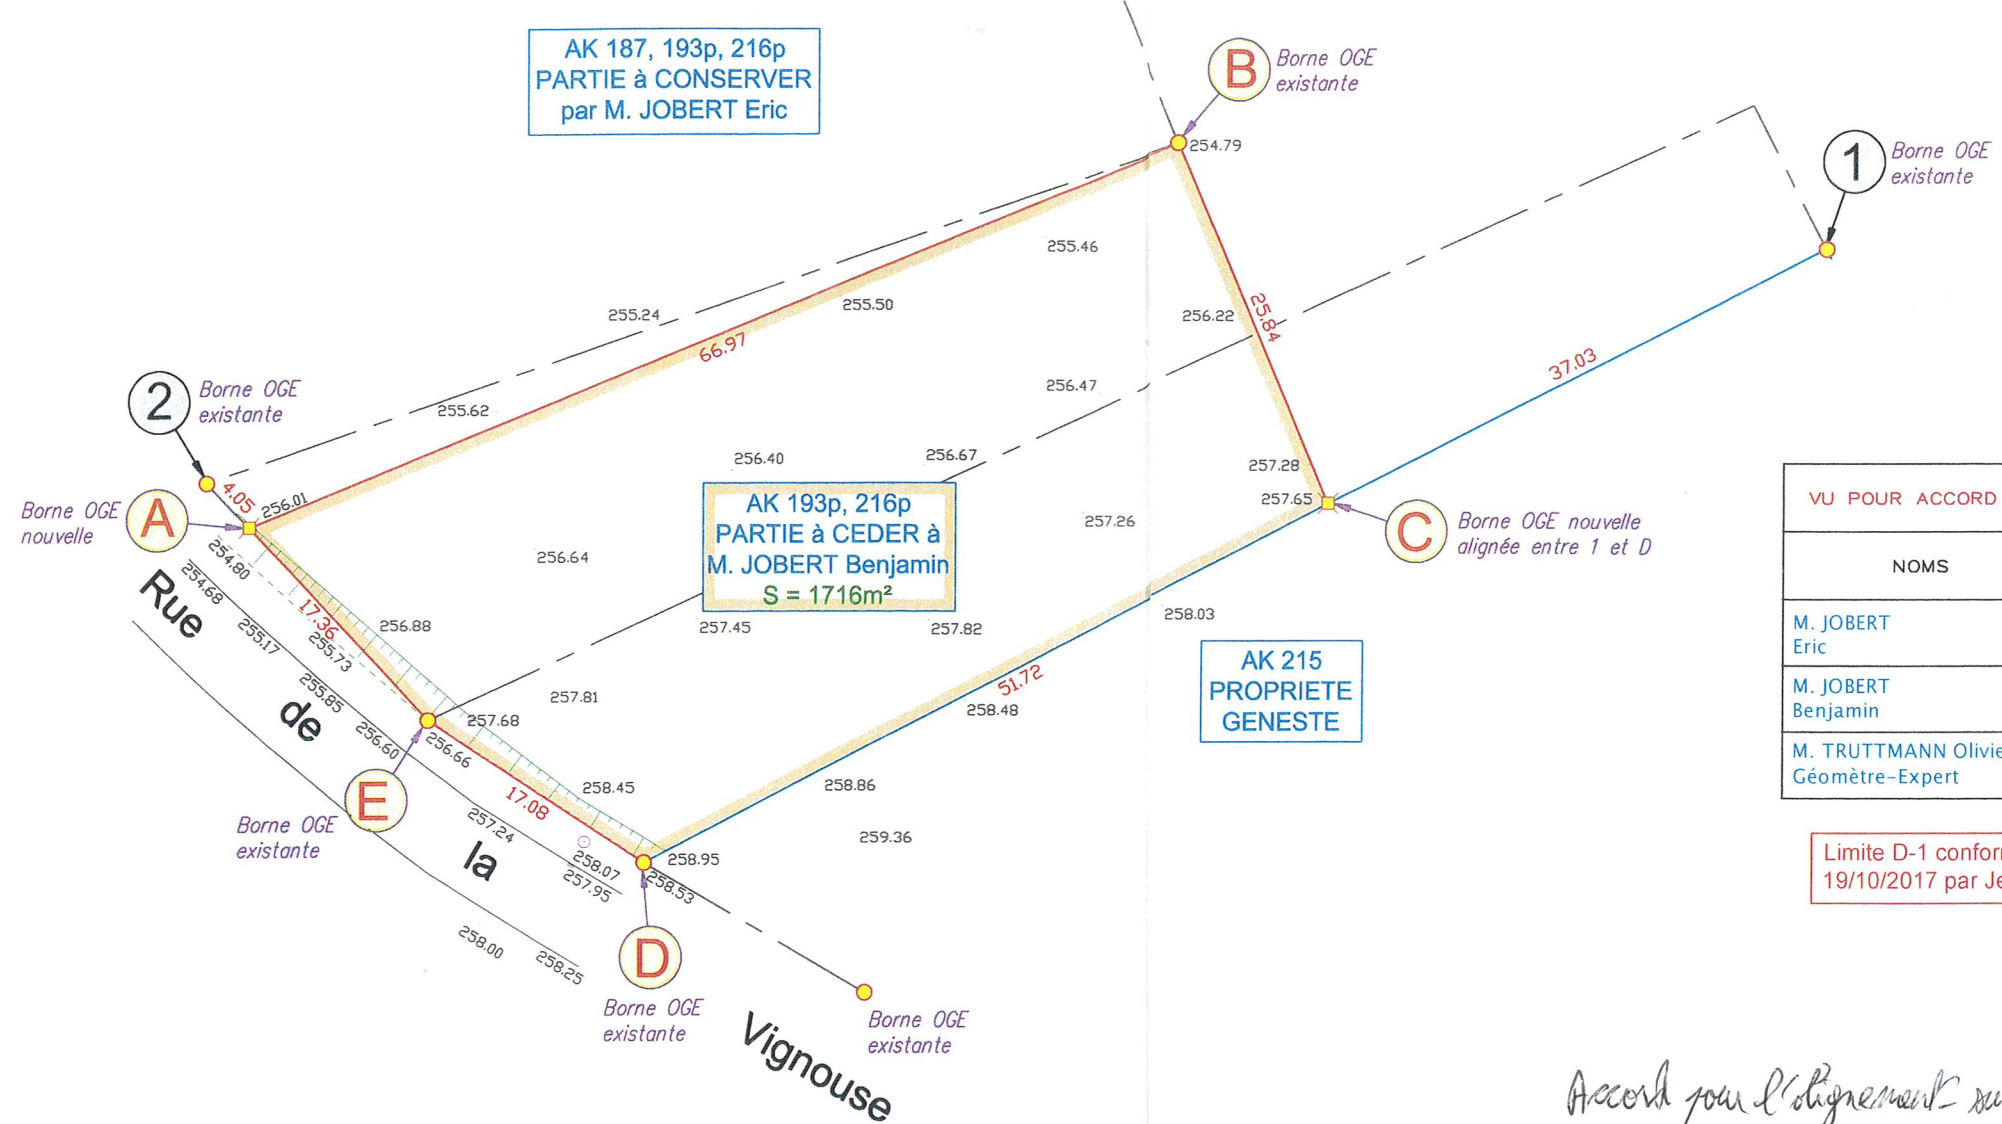 AK 187, 193p, 216p
PARTIE à CONSERVER
par M. JOBERT Eric
B
Borne OGE
existante
254.79
1
Borne OGE
existante
255.46
255.50
255.24
256.22
25.84
66.97
37.03
2
Borne OGE
existante
255.62
256.47
256.40
256.67
257.28
257.65
4.05
256.01
Borne OGE
nouvelle
A
C
Borne OGE nouvelle
alignée entre 1 et D
AK 193p, 216p
PARTIE à CEDER à
M. JOBERT Benjamin
S = 1716m²
257.26
256.64
254.80
254.68
17.36
255.17
255.73
256.88
257.45
257.82
258.03
AK 215
PROPRIETE
GENESTE
51.72
258.48
257.81
255.85
256.60
257.68
256.66
E
Borne OGE
existante
17.08
258.45
258.86
259.36
257.24
258.07
257.95
258.95
258.53
258.00
258.25
D
Borne OGE
existante
Borne OGE
existante
Rue de la Vignouse
VU POUR ACCORD
NOMS
M. JOBERT
Eric
M. JOBERT
Benjamin
M. TRUTTMANN Olivie
Géomètre-Expert
Limite D-1 confor
19/10/2017 par Je
Accord pour l'alignement su